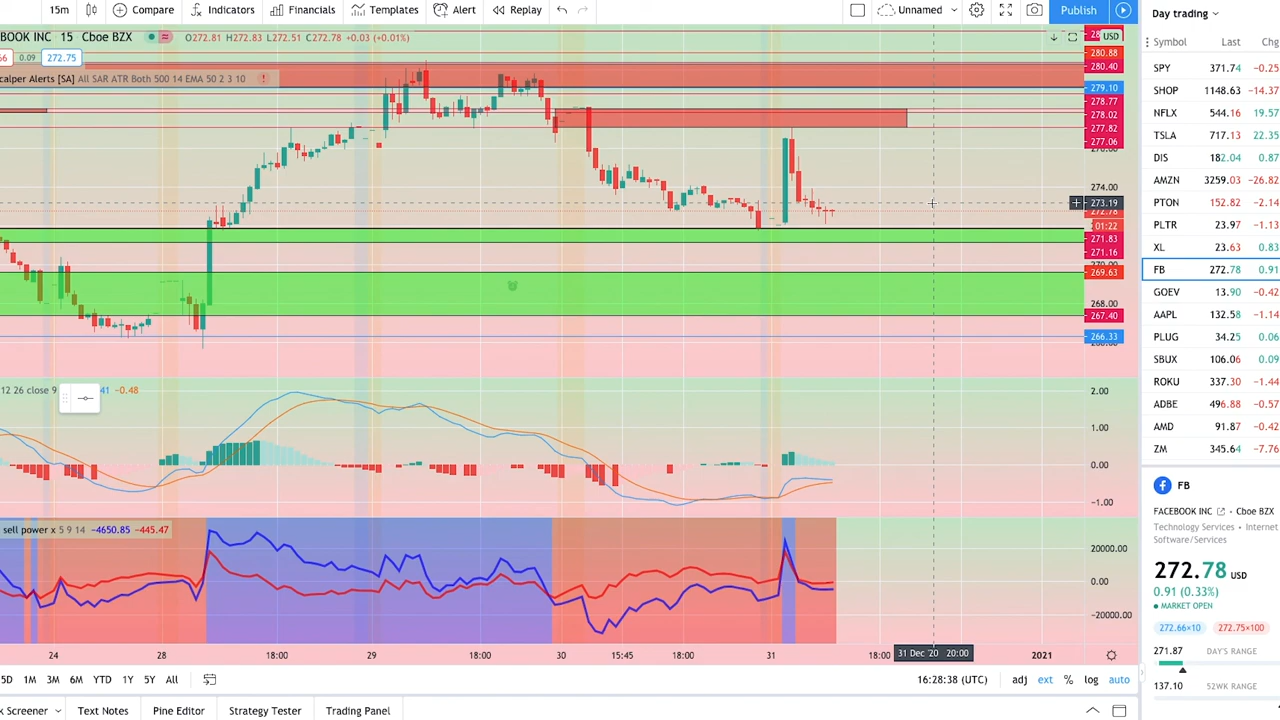 15m Compare Indicators Financials Templates Alert Replay Unnamed Publish Day trading
EBOOK INC 15 Cboe BZX O272.81 H272.83 L272.51 C272.78 +0.03 (+0.01%) USD
66 0.09 272.75
calper Alerts [SA] All SAR ATR Both 500 14 EMA 50 2 3 10 !
280.88
280.40
279.10
278.77
278.02
277.82
277.06
274.00
273.19
272.78
01:22
271.83
271.16
269.63
268.00
267.40
266.33
Symbol Last Chg
SPY 371.74 −0.25
SHOP 1148.63 −14.37
NFLX 544.16 19.57
TSLA 717.13 22.35
DIS 182.04 0.87
AMZN 3259.03 −26.82
PTON 152.82 −2.14
PLTR 23.97 −1.13
XL 23.63 0.83
FB 272.78 0.91
GOEV 13.90 −0.42
AAPL 132.58 −1.14
PLUG 34.25 0.06
SBUX 106.06 0.09
ROKU 337.30 −1.44
ADBE 496.88 −0.57
AMD 91.87 −0.42
ZM 345.64 −7.76
12 26 close 9 41 −0.48
2.00
1.00
0.00
−1.00
sell power x 5 9 14 −4650.85 −445.47
20000.00
0.00
−20000.00
24 28 18:00 29 18:00 30 15:45 18:00 31 18:00 31 Dec '20 20:00 2021
FB
FACEBOOK INC • Cboe BZX
Technology Services • Internet
Software/Services
272.78 USD
0.91 (0.33%)
• MARKET OPEN
272.66×10 272.75×100
271.87 DAY'S RANGE
137.10 52WK RANGE
5D 1M 3M 6M YTD 1Y 5Y All 16:28:38 (UTC) adj ext % log auto
k Screener Text Notes Pine Editor Strategy Tester Trading Panel